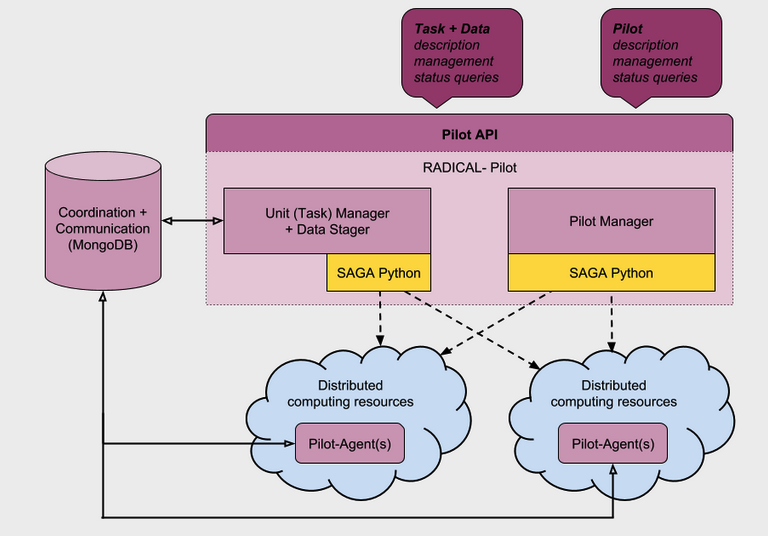 Task + Data
description
management
status queries
Pilot
description
management
status queries
Pilot API
RADICAL- Pilot
Coordination +
Communication
(MongoDB)
Unit (Task) Manager
+ Data Stager
Pilot Manager
SAGA Python
SAGA Python
Distributed
computing resources
Pilot-Agent(s)
Distributed
computing resources
Pilot-Agent(s)